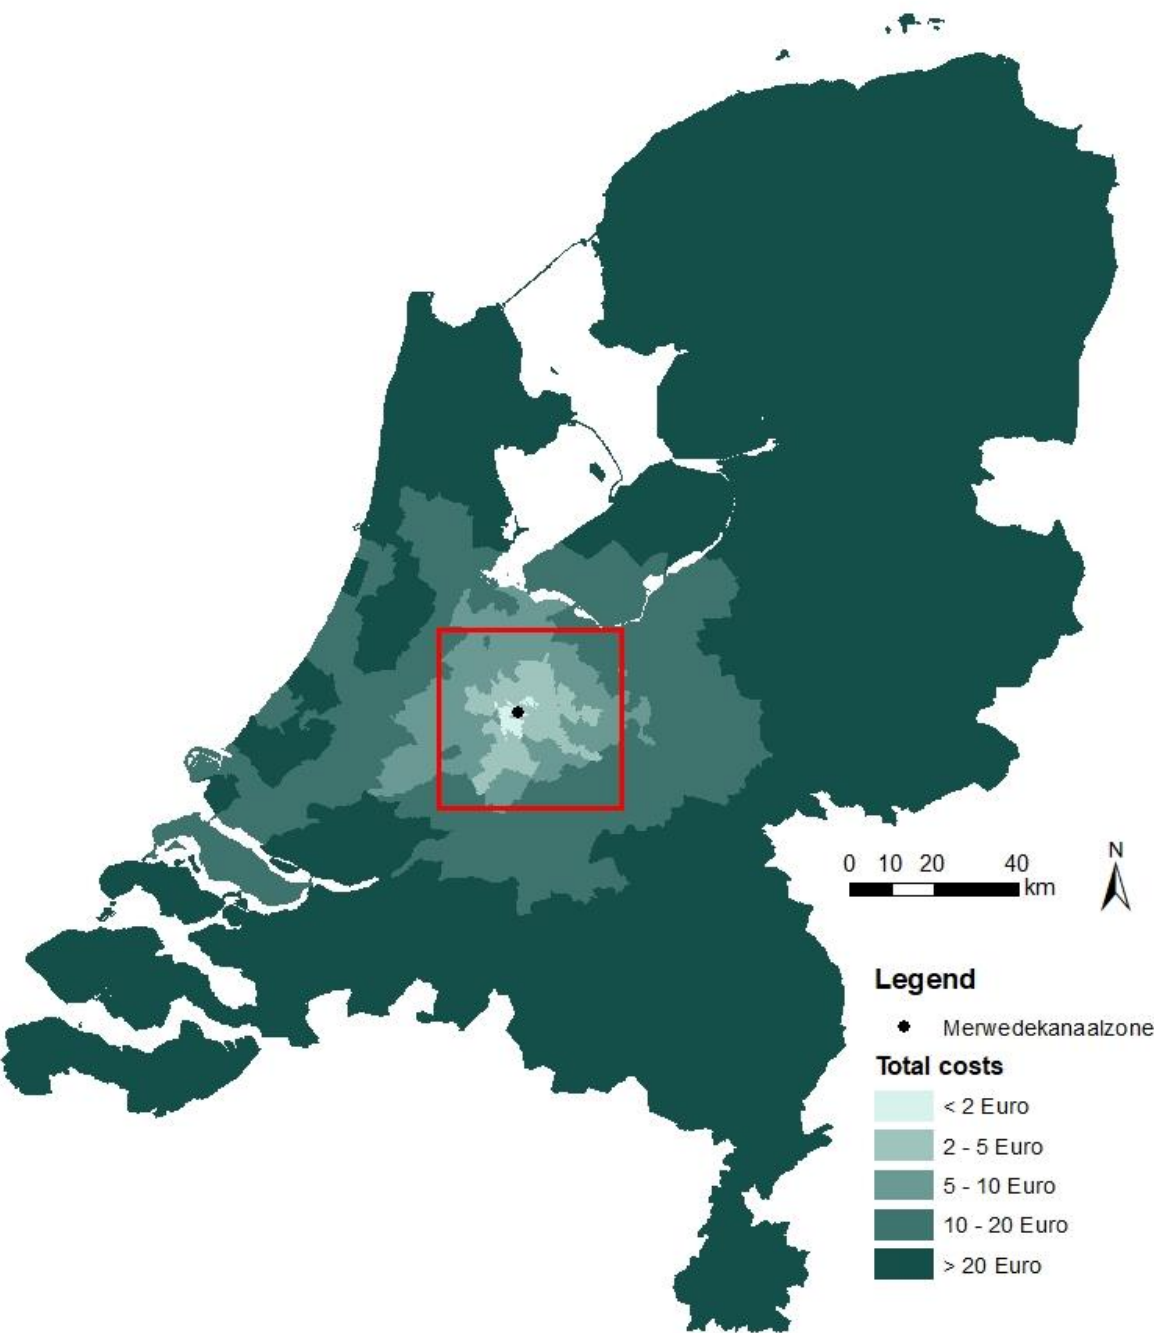 0 10 20 40
km
N
Legend
Merwedekanaalzone
Total costs
< 2 Euro
2 - 5 Euro
5 - 10 Euro
10 - 20 Euro
> 20 Euro